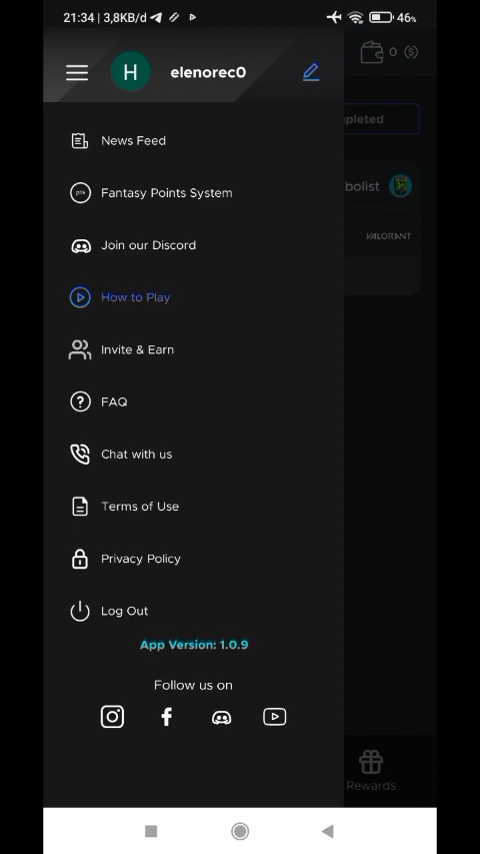 21:34 | 3,8KB/d
46%
H
elenorec0
0
mpleted
News Feed
pts
Fantasy Points System
bolist
Join our Discord
VALORANT
How to Play
Invite & Earn
FAQ
Chat with us
Terms of Use
Privacy Policy
Log Out
App Version: 1.0.9
Follow us on
Rewards